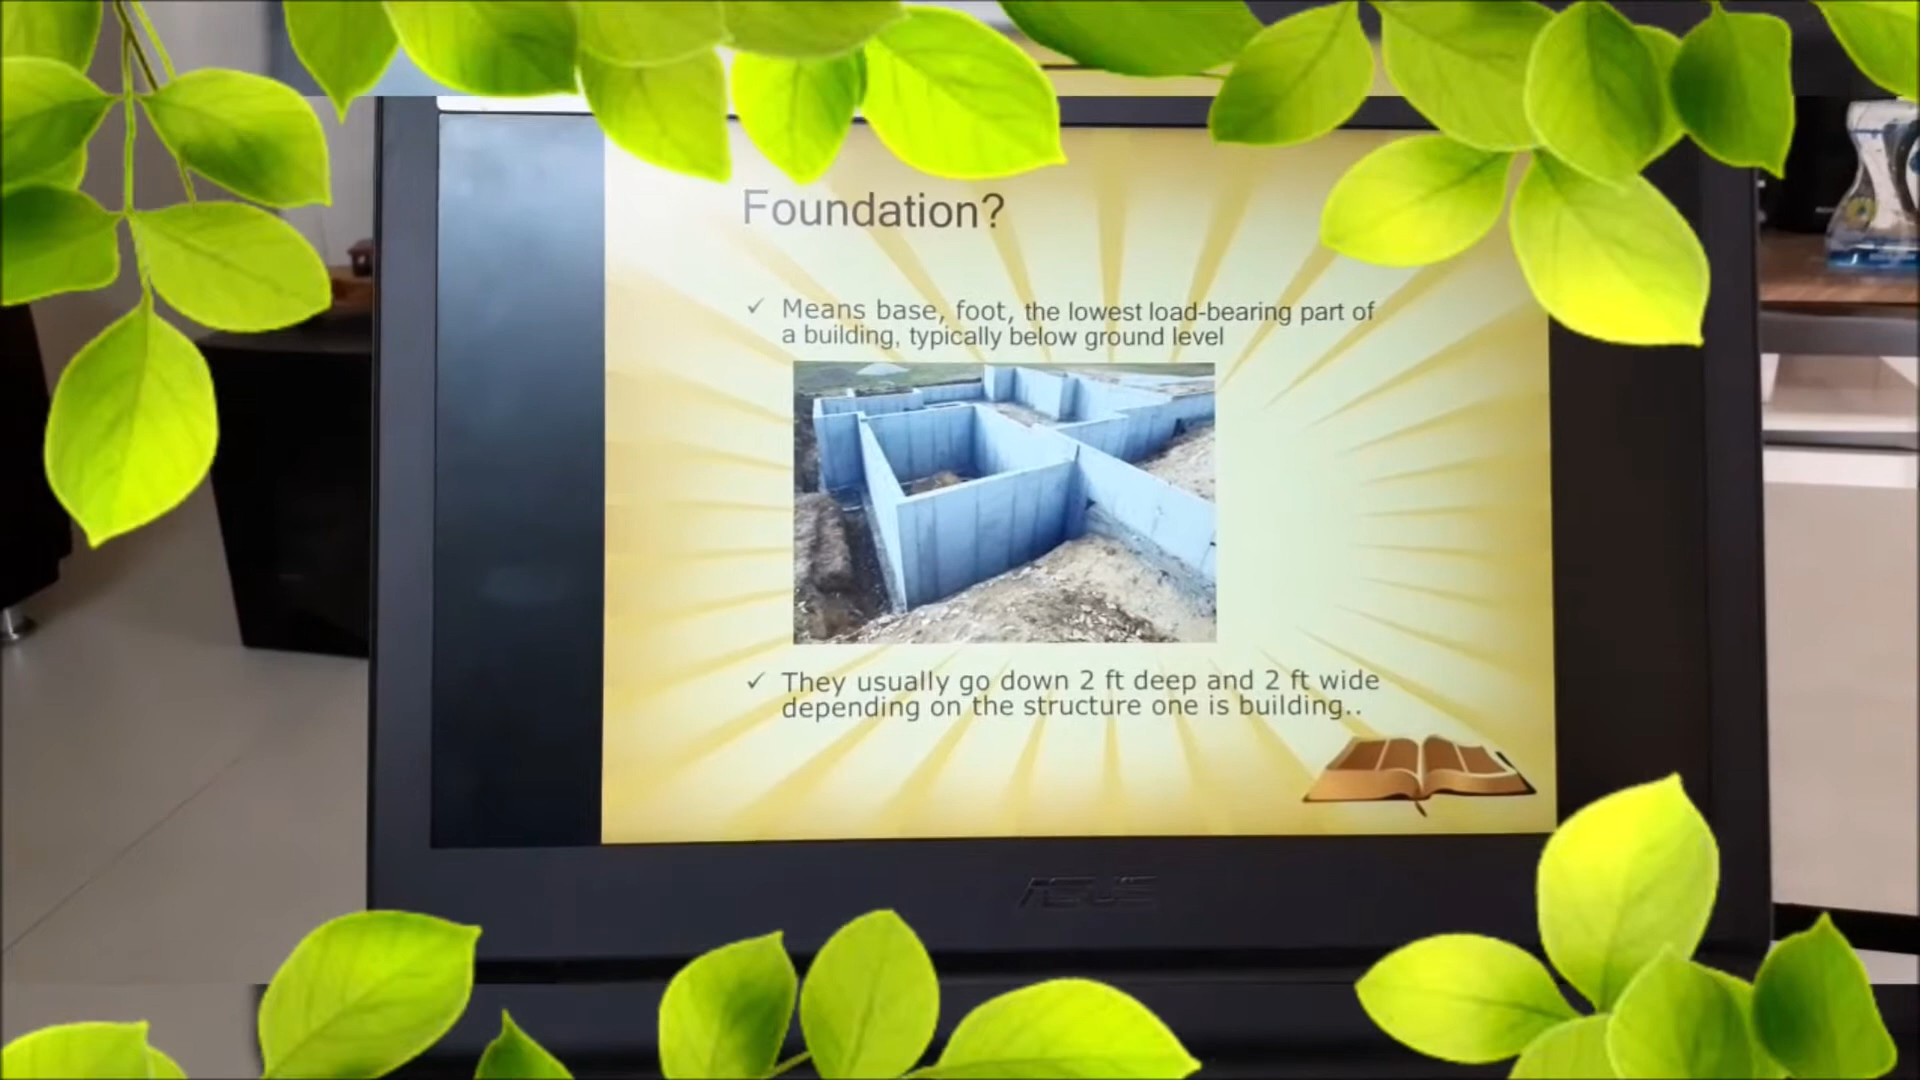 Foundation?
✓ Means base, foot, the lowest load-bearing part of
a building, typically below ground level
✓ They usually go down 2 ft deep and 2 ft wide
depending on the structure one is building..
ASUS